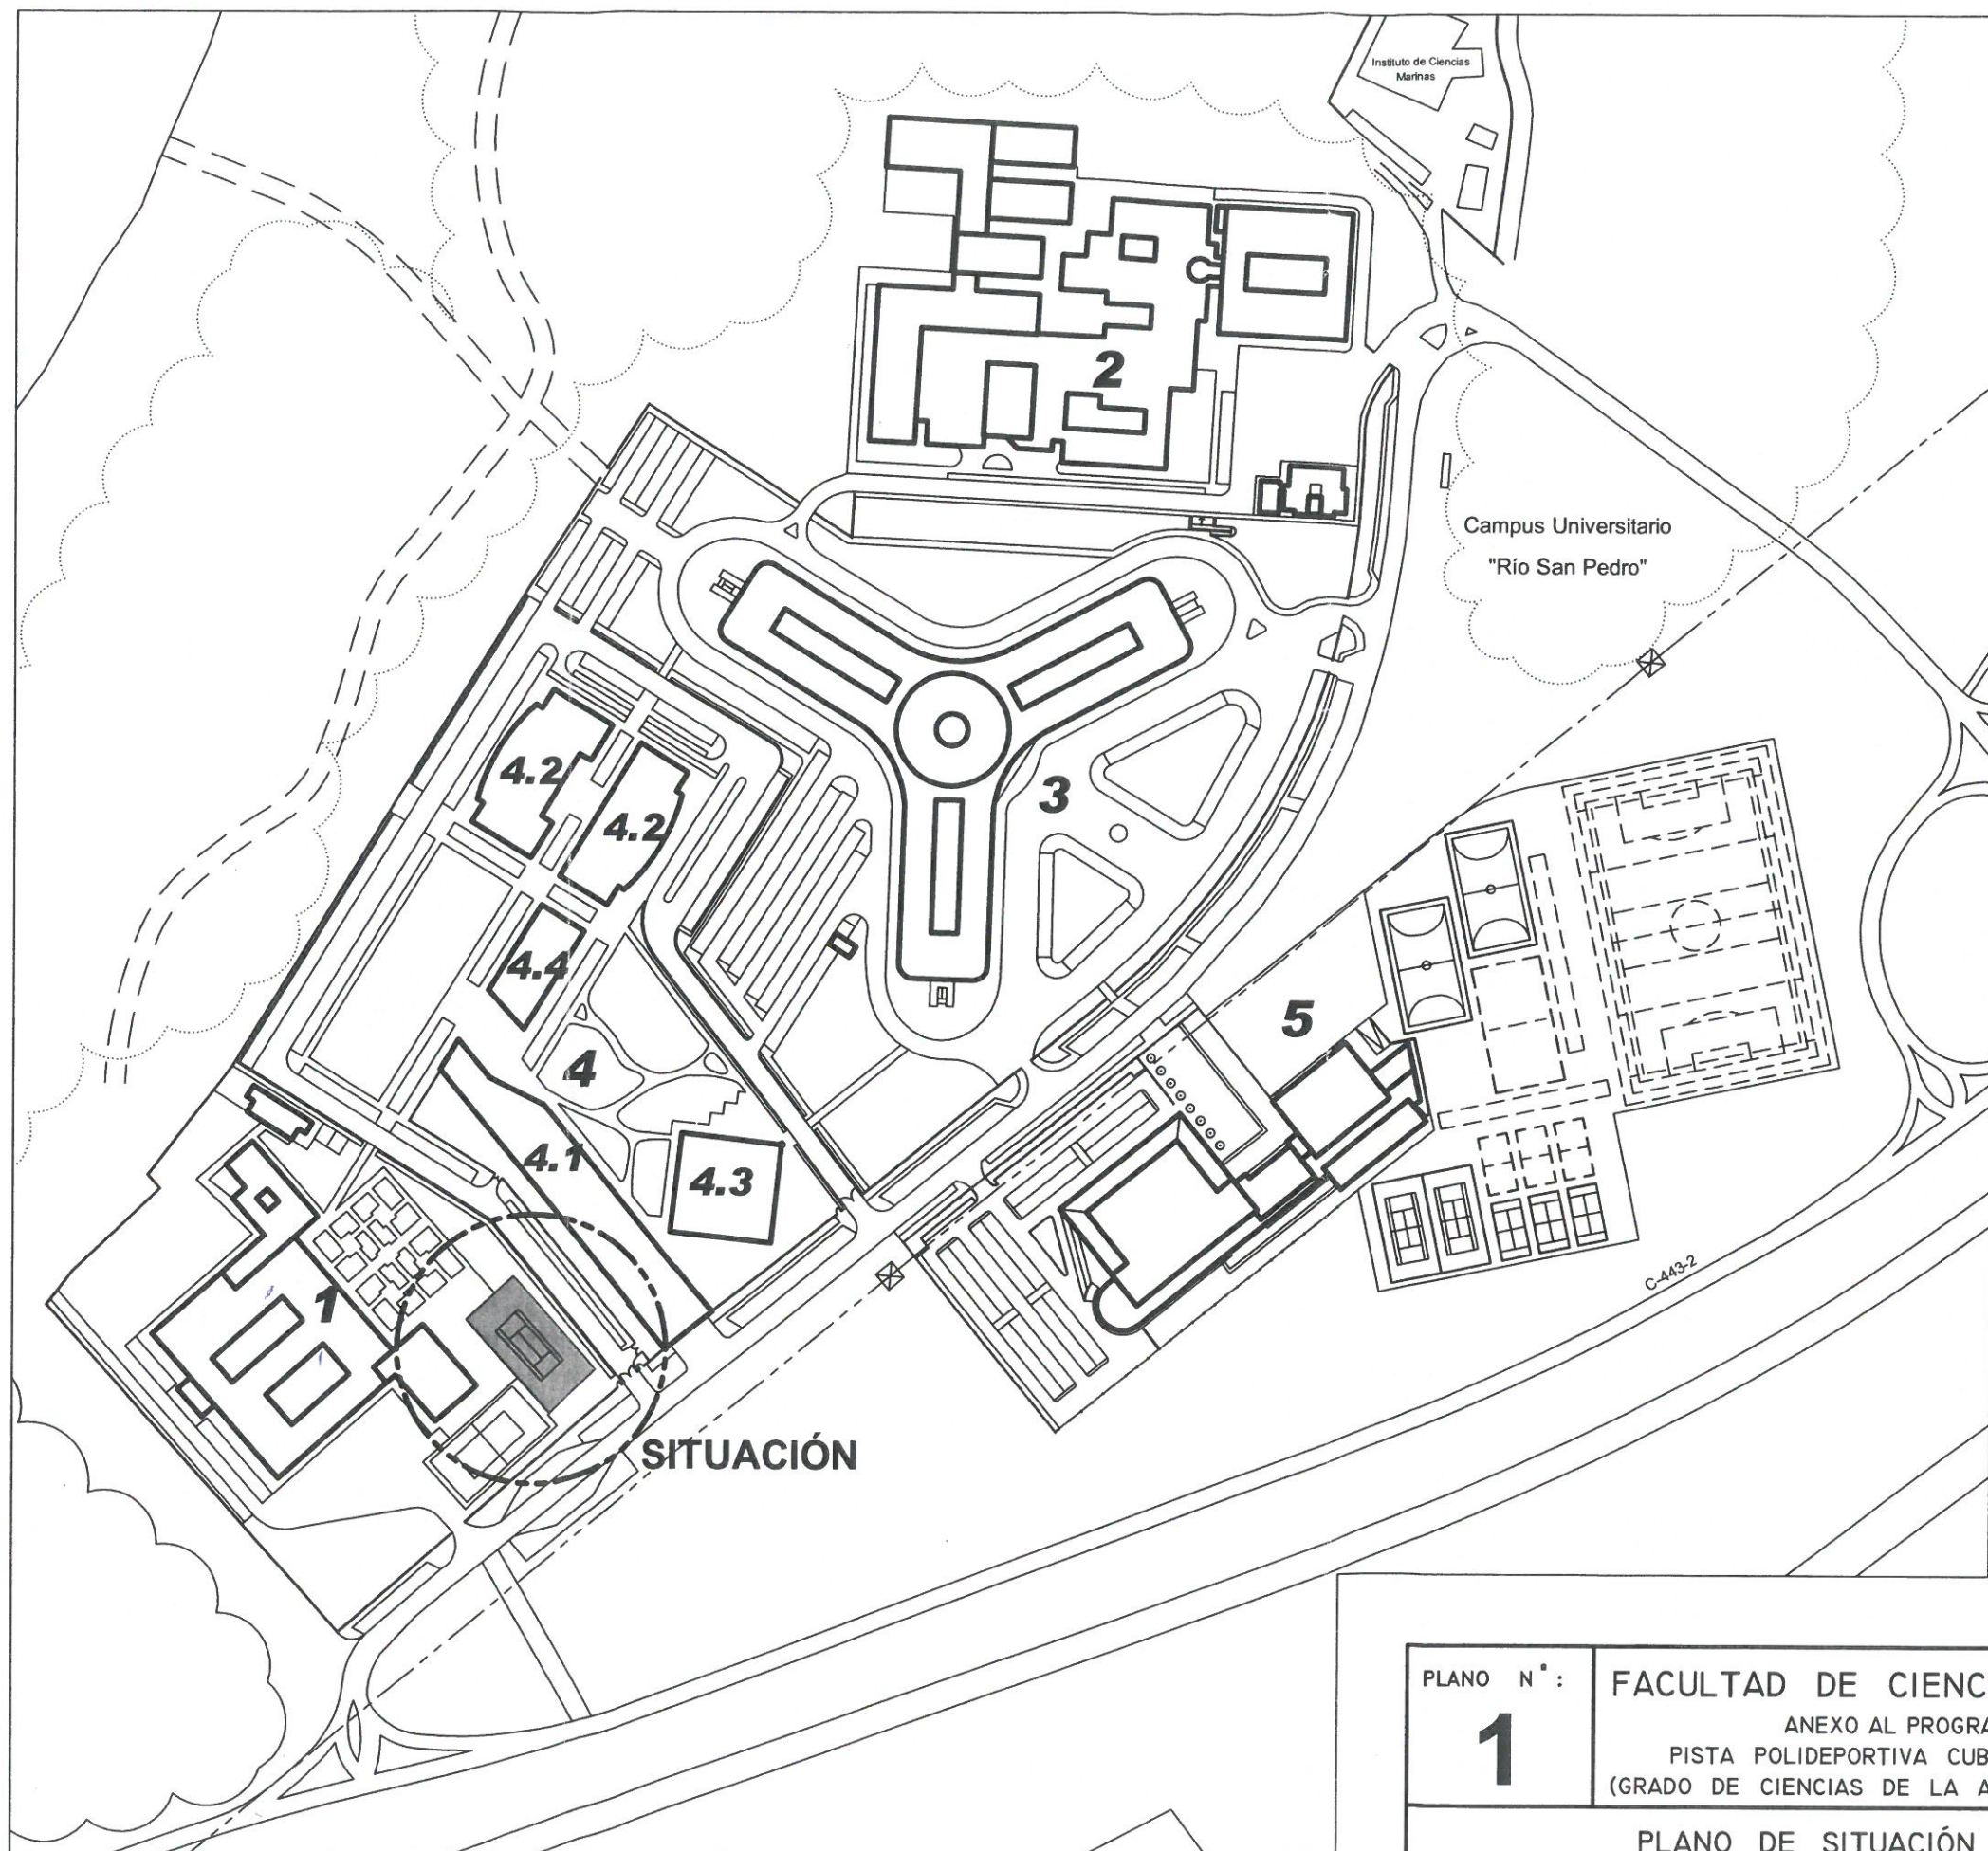 Instituto de Ciencias
Marinas
2
Campus Universitario
"Río San Pedro"
4.2
3
4.2
4.4
5
4
4.1
4.3
1
C-443-2
SITUACIÓN
PLANO Nº:
1
FACULTAD DE CIENC
ANEXO AL PROGRA
PISTA POLIDEPORTIVA CUB
(GRADO DE CIENCIAS DE LA A
PLANO DE SITUACIÓN